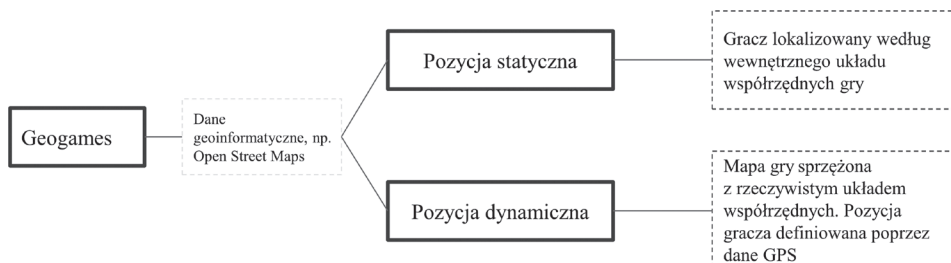 Geogames
Dane
geoinformatyczne, np.
Open Street Maps
Pozycja statyczna
Gracz lokalizowany według
wewnętrznego układu
współrzędnych gry
Pozycja dynamiczna
Mapa gry sprzężona
z rzeczywistym układem
współrzędnych. Pozycja
gracza definiowana poprzez
dane GPS